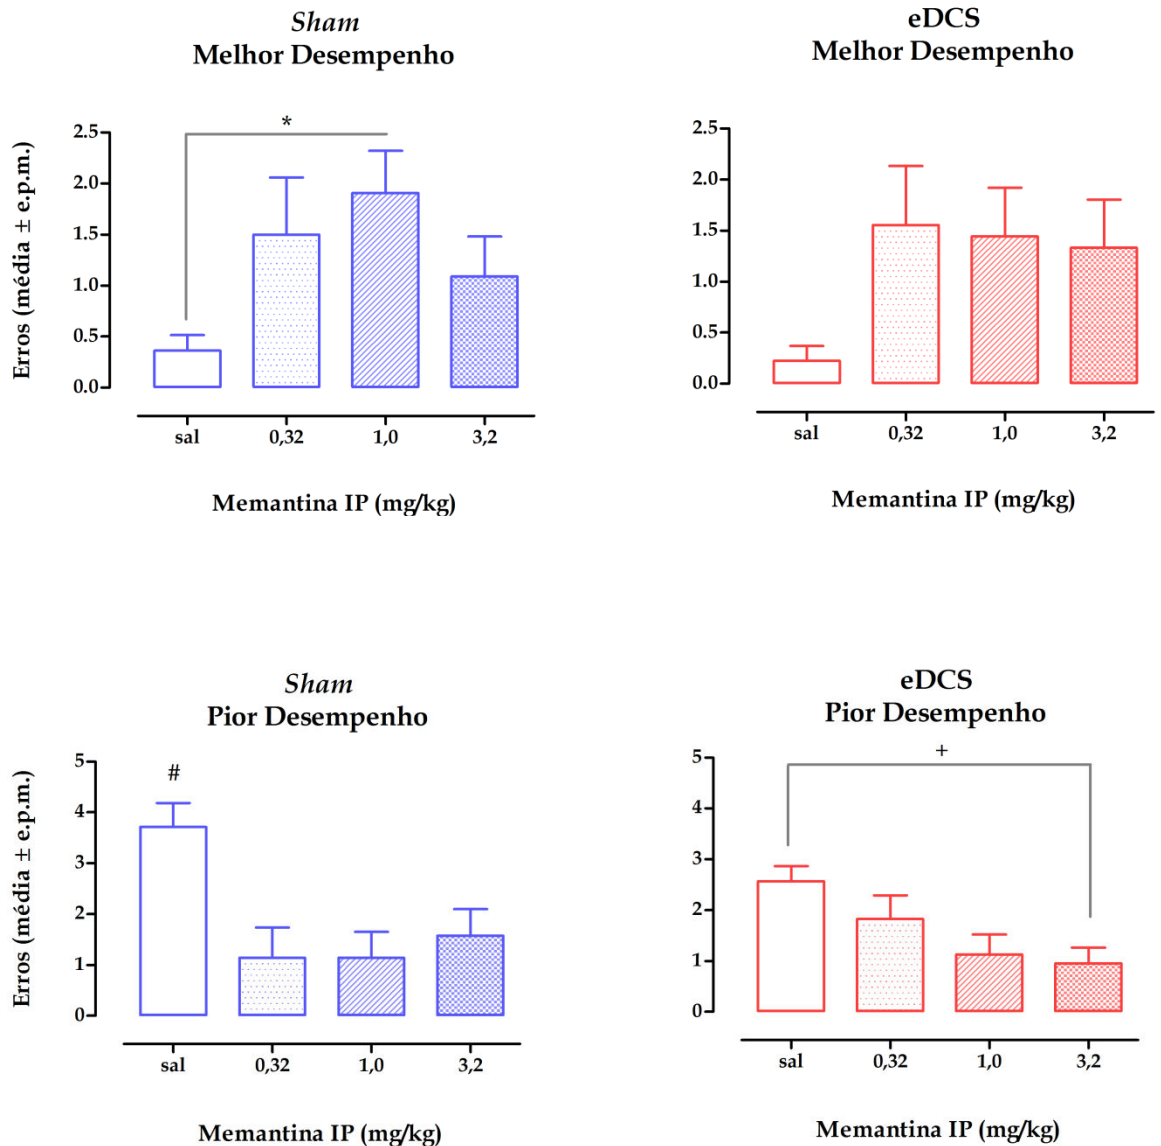 Sham
Melhor Desempenho
Erros (média ± e.p.m.)
2.5
2.0
1.5
1.0
0.5
0.0
*
sal 0,32 1,0 3,2
Memantina IP (mg/kg)
eDCS
Melhor Desempenho
2.5
2.0
1.5
1.0
0.5
0.0
sal 0,32 1,0 3,2
Memantina IP (mg/kg)
Sham
Pior Desempenho
Erros (média ± e.p.m.)
5
4
3
2
1
0
#
sal 0,32 1,0 3,2
Memantina IP (mg/kg)
eDCS
Pior Desempenho
5
4
3
2
1
0
+
sal 0,32 1,0 3,2
Memantina IP (mg/kg)